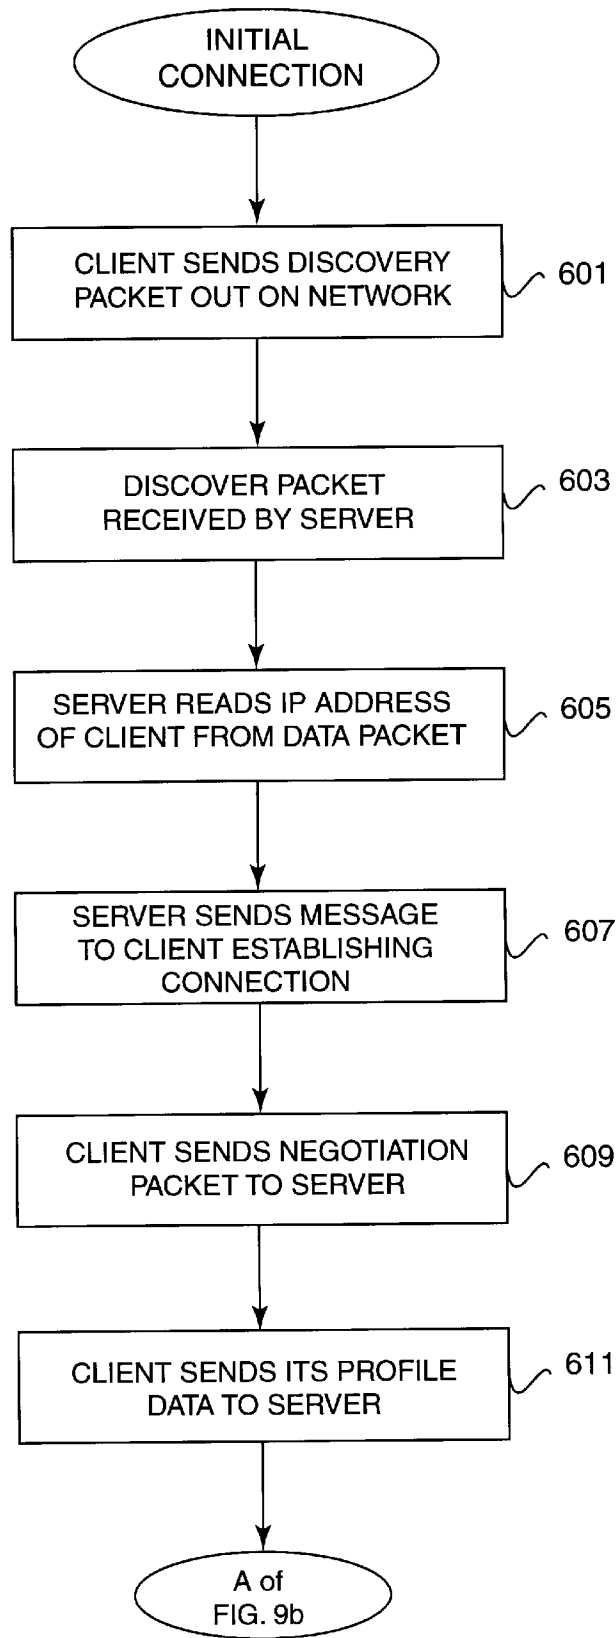 INITIAL
CONNECTION
CLIENT SENDS DISCOVERY
PACKET OUT ON NETWORK
601
DISCOVER PACKET
RECEIVED BY SERVER
603
SERVER READS IP ADDRESS
OF CLIENT FROM DATA PACKET
605
SERVER SENDS MESSAGE
TO CLIENT ESTABLISHING
CONNECTION
607
CLIENT SENDS NEGOTIATION
PACKET TO SERVER
609
CLIENT SENDS ITS PROFILE
DATA TO SERVER
611
A of
FIG. 9b